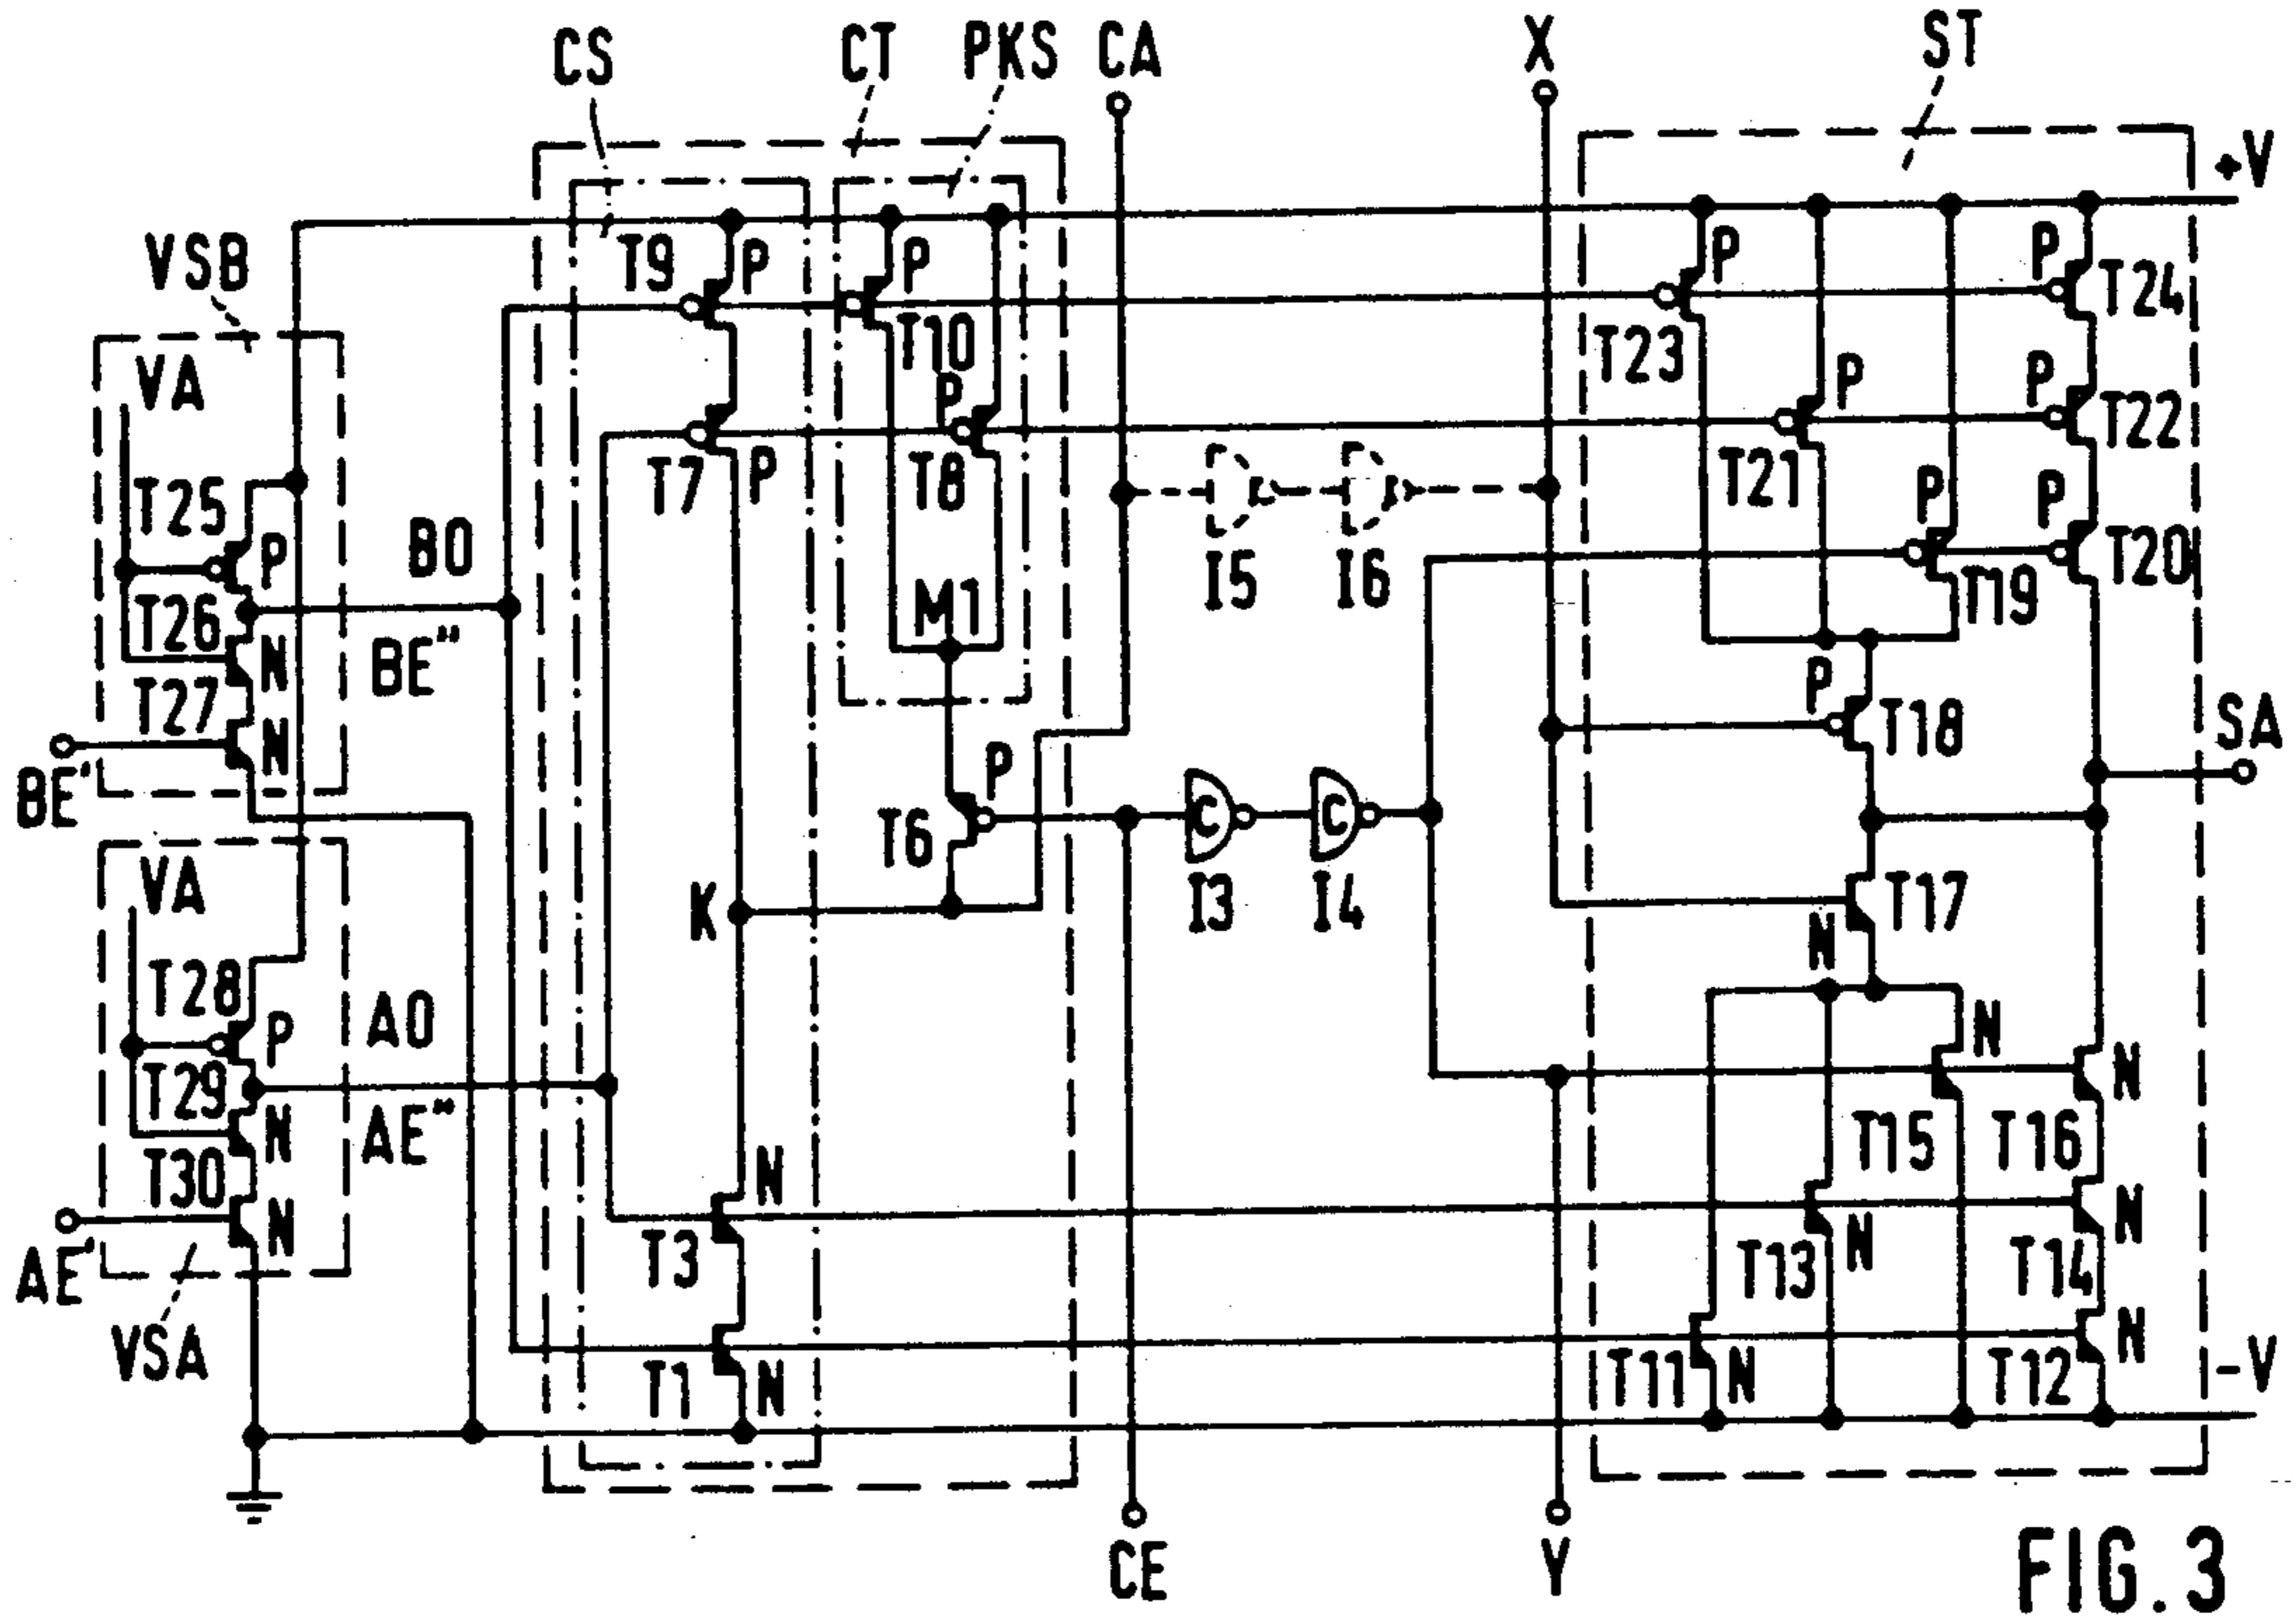 CS CT PKS CA X ST
+V
VSB T9 P P P P T24
VA T10 T23
P P P T22
T25 T7 P T8 T21 P P
P BO I5 I6 T20
T26 M1 T19
N BE"
T27 P T18 SA
N P
BE' T6 C C
VA K I3 I4 T17
N
T28 AO N
P N
T29 AE" T15 T16
N N
T30 N
N T3 N T14
AE' T13
VSA N
T1 N T11 N T12 -V
CE Y
FIG. 3